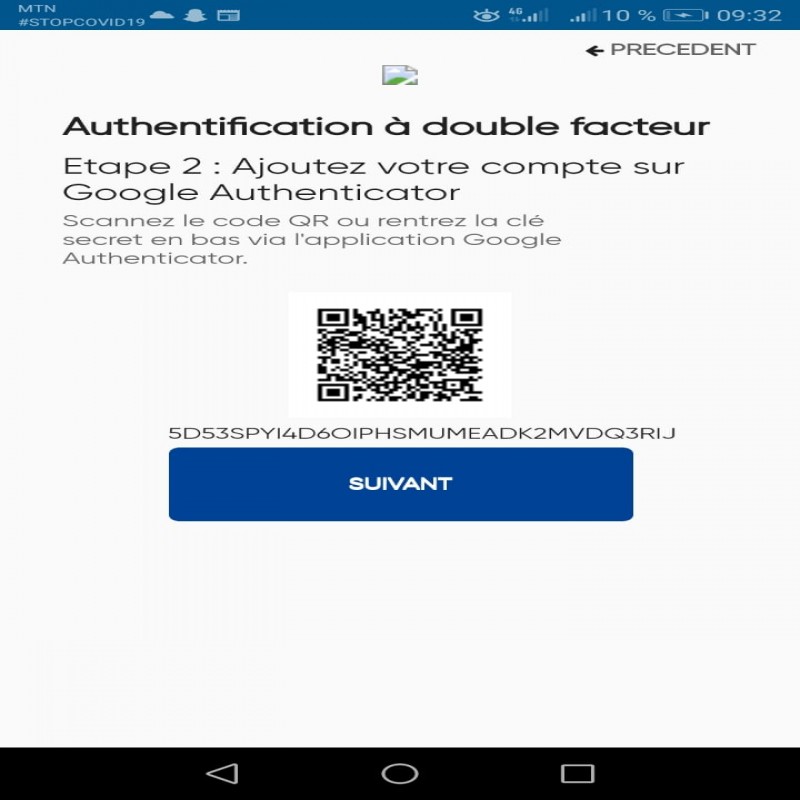 MTN
#STOPCOVID19
4G
10 %
09:32
← PRECEDENT
Authentification à double facteur
Etape 2 : Ajoutez votre compte sur
Google Authenticator
Scannez le code QR ou rentrez la clé
secret en bas via l'application Google
Authenticator.
5D53SPYI4D6OIPHSMUMEADK2MVDQ3RIJ
SUIVANT